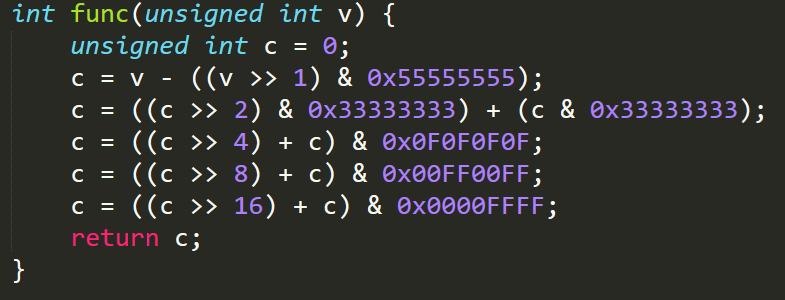 int func(unsigned int v) {
    unsigned int c = 0;
    c = v - ((v >> 1) & 0x55555555);
    c = ((c >> 2) & 0x33333333) + (c & 0x33333333);
    c = ((c >> 4) + c) & 0x0F0F0F0F;
    c = ((c >> 8) + c) & 0x00FF00FF;
    c = ((c >> 16) + c) & 0x0000FFFF;
    return c;
}